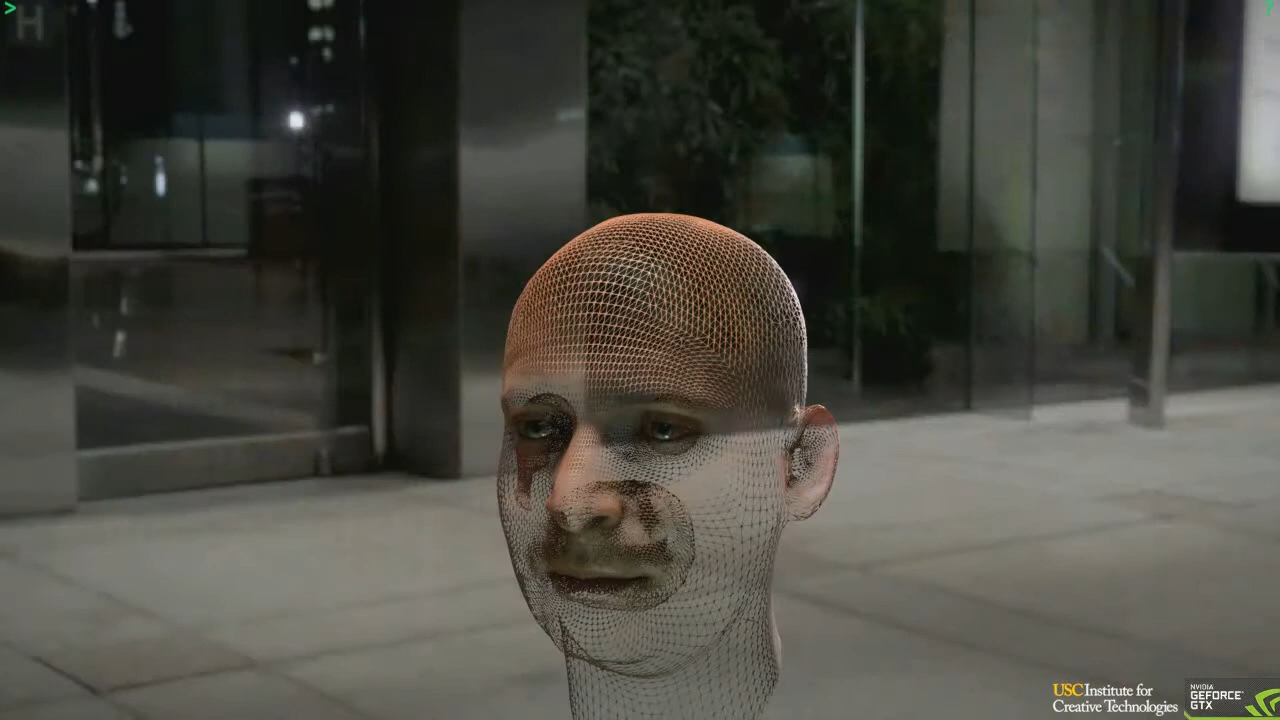 >
?
H
USC Institute for
Creative Technologies
NVIDIA
GEFORCE
GTX